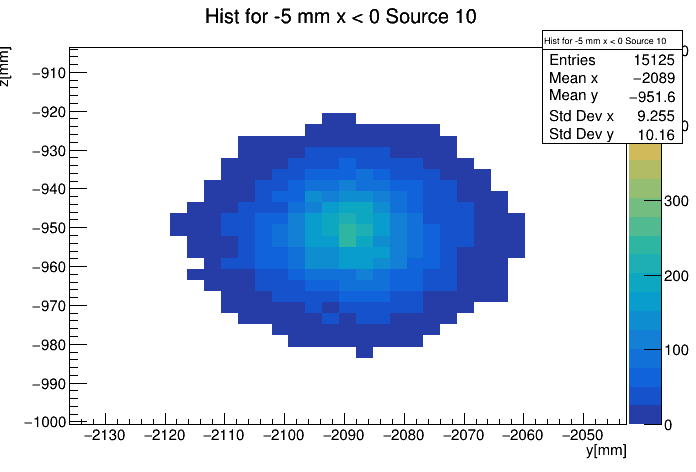 Hist for -5 mm x < 0 Source 10
Hist for -5 mm x < 0 Source 10
Entries 15125
Mean x −2089
Mean y −951.6
Std Dev x 9.255
Std Dev y 10.16
z[mm]
−910
−920
−930
−940
−950
−960
−970
−980
−990
−1000
−2130 −2120 −2110 −2100 −2090 −2080 −2070 −2060 −2050
y[mm]
300
200
100
0